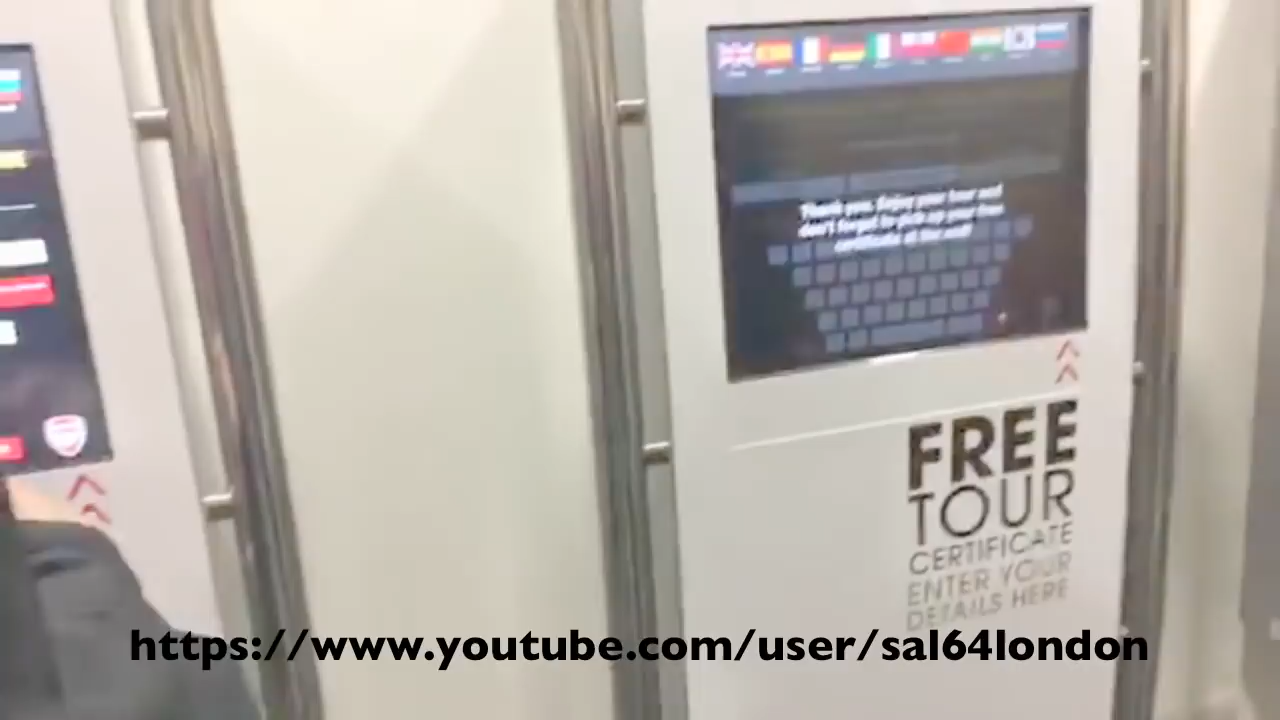 Thank you. Enjoy your tour and
don't forget to pick up your free
certificate at the end!
FREE
TOUR
CERTIFICATE
ENTER YOUR
DETAILS HERE
https://www.youtube.com/user/sal64london